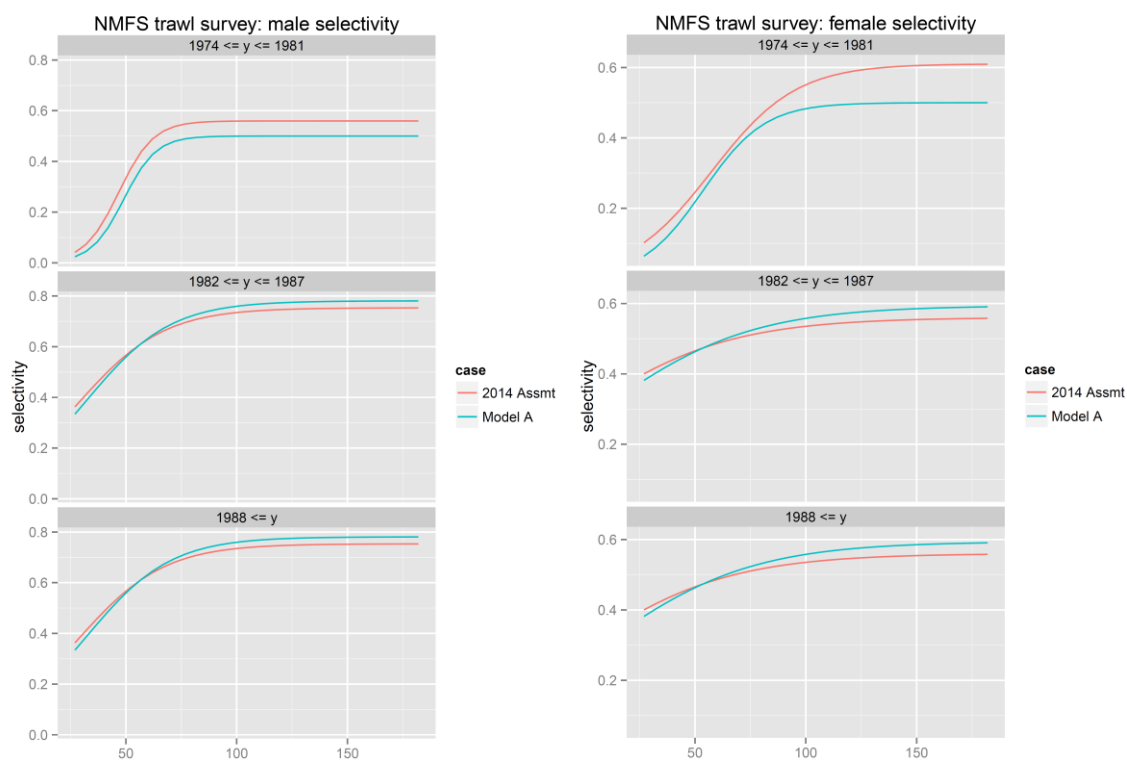 NMFS trawl survey: male selectivity
1974 <= y <= 1981
0.8
0.6
0.4
0.2
0.0
1982 <= y <= 1987
0.8
0.6
0.4
0.2
0.0
1988 <= y
0.8
0.6
0.4
0.2
0.0
50
100
150
selectivity
case
2014 Assmt
Model A
NMFS trawl survey: female selectivity
1974 <= y <= 1981
0.6
0.4
0.2
1982 <= y <= 1987
0.6
0.4
0.2
1988 <= y
0.6
0.4
0.2
50
100
150
selectivity
case
2014 Assmt
Model A